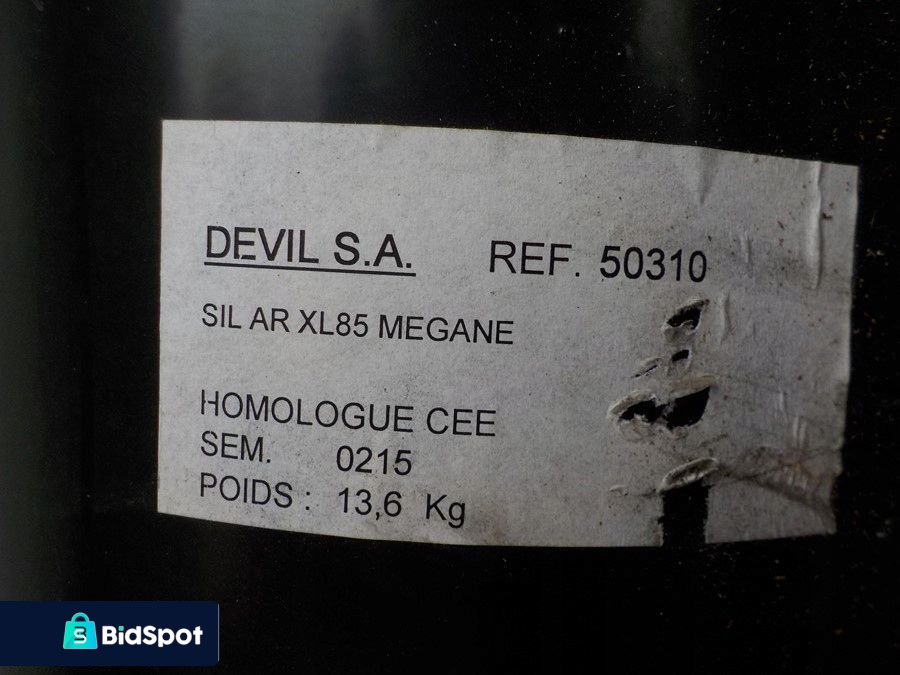 DEVIL S.A. REF. 50310
SIL AR XL85 MEGANE
HOMOLOGUE CEE
SEM. 0215
POIDS : 13,6 Kg
BidSpot